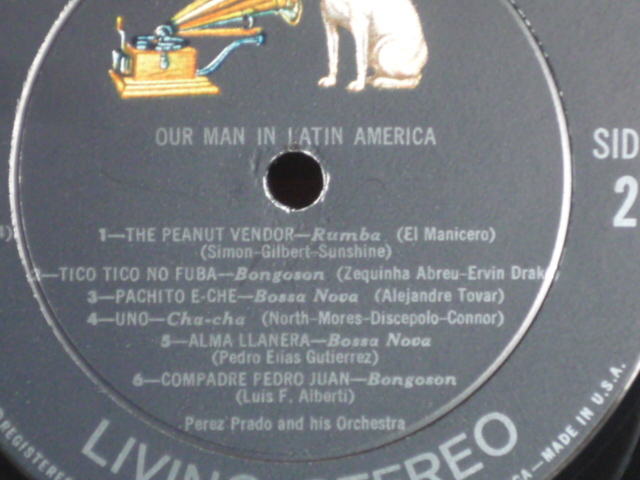 OUR MAN IN LATIN AMERICA
SID
2
1—THE PEANUT VENDOR—Rumba (El Manicero)
(Simon-Gilbert-Sunshine)
2—TICO TICO NO FUBA—Bongoson (Zequinha Abreu-Ervin Drak
3—PACHITO E-CHE—Bossa Nova (Alejandre Tovar)
4—UNO—Cha-cha (North-Mores-Discepolo-Connor)
5—ALMA LLANERA—Bossa Nova
(Pedro Elias Gutierrez)
6—COMPADRE PEDRO JUAN—Bongoson
(Luis F. Alberti)
Perez Prado and his Orchestra
LIVING STEREO
REGISTERE
—MADE IN U.S.A.